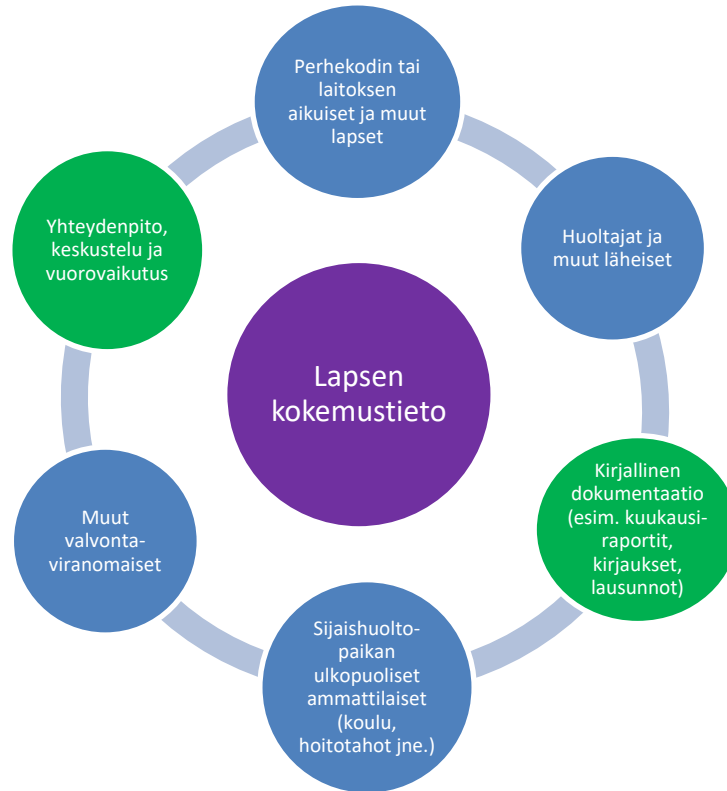 Perhekodin tai
laitoksen
aikuiset ja muut
lapset
Yhteydenpito,
keskustelu ja
vuorovaikutus
Huoltajat ja
muut läheiset
Lapsen
kokemustieto
Kirjallinen
dokumentaatio
(esim. kuukausi-
raportit,
kirjaukset,
lausunnot)
Muut
valvonta-
viranomaiset
Sijaishuolto-
paikan
ulkopuoliset
ammattilaiset
(koulu,
hoitotahot jne.)